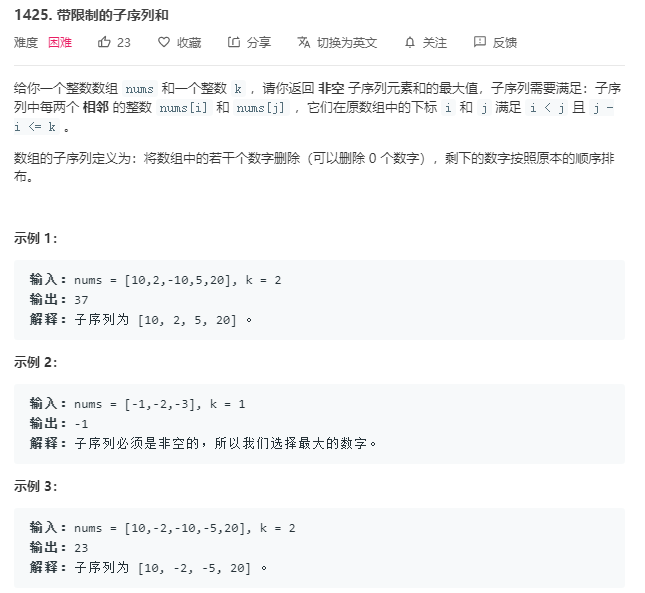 1425. 带限制的子序列和
难度 困难 23 收藏 分享 切换为英文 关注 反馈
给你一个整数数组 nums 和一个整数 k ，请你返回 非空 子序列元素和的最大值，子序列需要满足：子序
列中每两个 相邻 的整数 nums[i] 和 nums[j] ，它们在原数组中的下标 i 和 j 满足 i < j 且 j -
i <= k 。
数组的子序列定义为：将数组中的若干个数字删除（可以删除 0 个数字），剩下的数字按照原本的顺序排
布。
示例 1：
输入：nums = [10,2,-10,5,20], k = 2
输出：37
解释：子序列为 [10, 2, 5, 20] 。
示例 2：
输入：nums = [-1,-2,-3], k = 1
输出：-1
解释：子序列必须是非空的，所以我们选择最大的数字。
示例 3：
输入：nums = [10,-2,-10,-5,20], k = 2
输出：23
解释：子序列为 [10, -2, -5, 20] 。